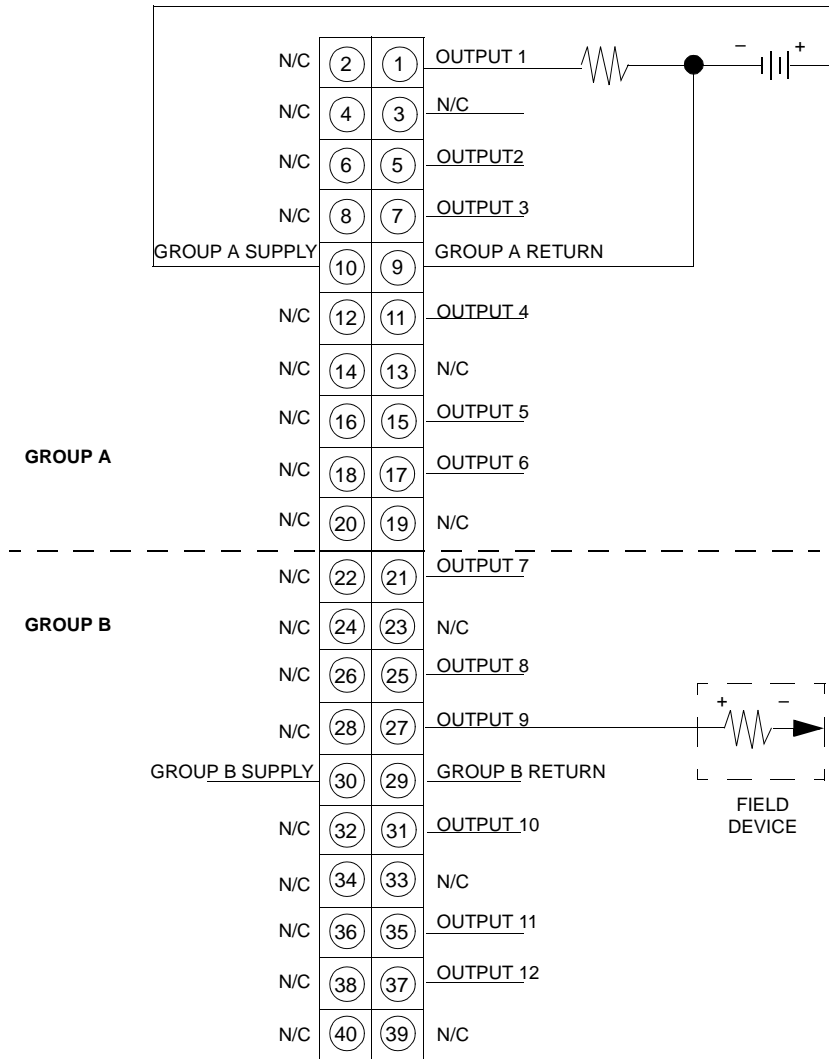 N/C 2 1 OUTPUT 1 − +
N/C 4 3 N/C
N/C 6 5 OUTPUT2
N/C 8 7 OUTPUT 3
GROUP A SUPPLY 10 9 GROUP A RETURN
N/C 12 11 OUTPUT 4
N/C 14 13 N/C
N/C 16 15 OUTPUT 5
GROUP A
N/C 18 17 OUTPUT 6
N/C 20 19 N/C
N/C 22 21 OUTPUT 7
GROUP B N/C 24 23 N/C
N/C 26 25 OUTPUT 8
N/C 28 27 OUTPUT 9 + −
GROUP B SUPPLY 30 29 GROUP B RETURN
FIELD
DEVICE
N/C 32 31 OUTPUT 10
N/C 34 33 N/C
N/C 36 35 OUTPUT 11
N/C 38 37 OUTPUT 12
N/C 40 39 N/C